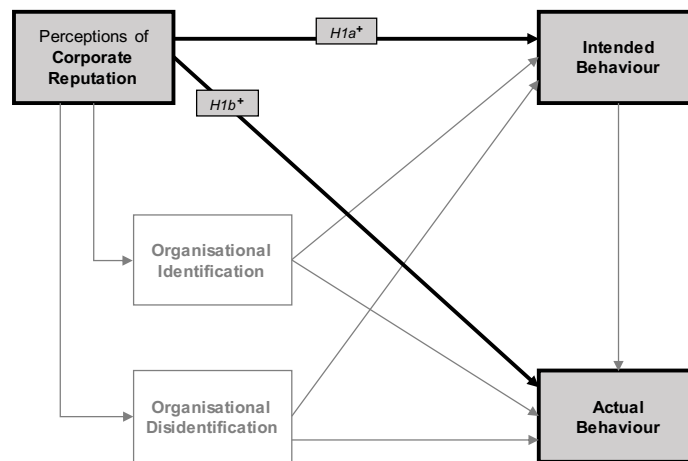 Perceptions of
Corporate
Reputation
H1a+
Intended
Behaviour
H1b+
Organisational
Identification
Organisational
Disidentification
Actual
Behaviour